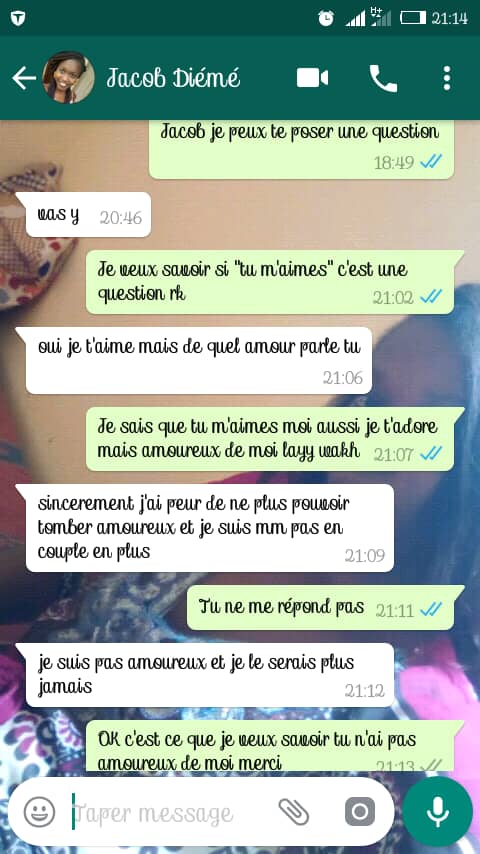 H+
21:14
Jacob Diémé
Jacob je peux te poser une question
18:49
vas y 20:46
Je veux savoir si "tu m'aimes" c'est une
question rk 21:02
oui je t'aime mais de quel amour parle tu
21:06
Je sais que tu m'aimes moi aussi je t'adore
mais amoureux de moi layy wakh 21:07
sincerement j'ai peur de ne plus pouvoir
tomber amoureux et je suis mm pas en
couple en plus 21:09
Tu ne me répond pas 21:11
je suis pas amoureux et je le serais plus
jamais 21:12
OK c'est ce que je veux savoir tu n'ai pas
amoureux de moi merci 21:13
Taper message